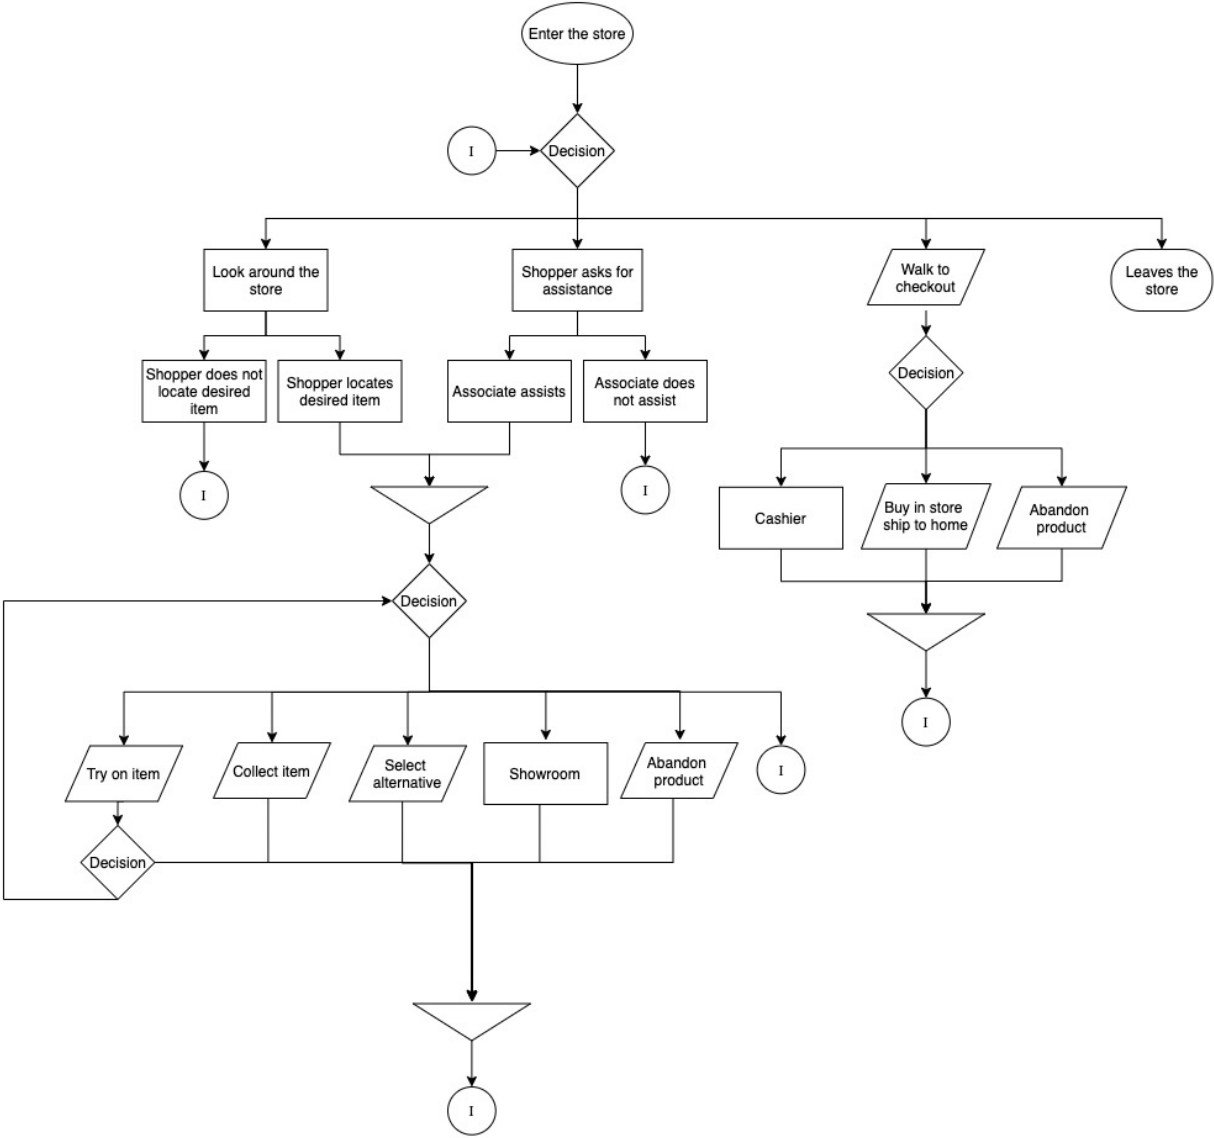 Enter the store
I
Decision
Look around the
store
Shopper asks for
assistance
Walk to
checkout
Leaves the
store
Shopper does not
locate desired
item
Shopper locates
desired item
Associate assists
Associate does
not assist
Decision
I
I
Cashier
Buy in store
ship to home
Abandon
product
Decision
I
Try on item
Collect item
Select
alternative
Showroom
Abandon
product
I
Decision
I